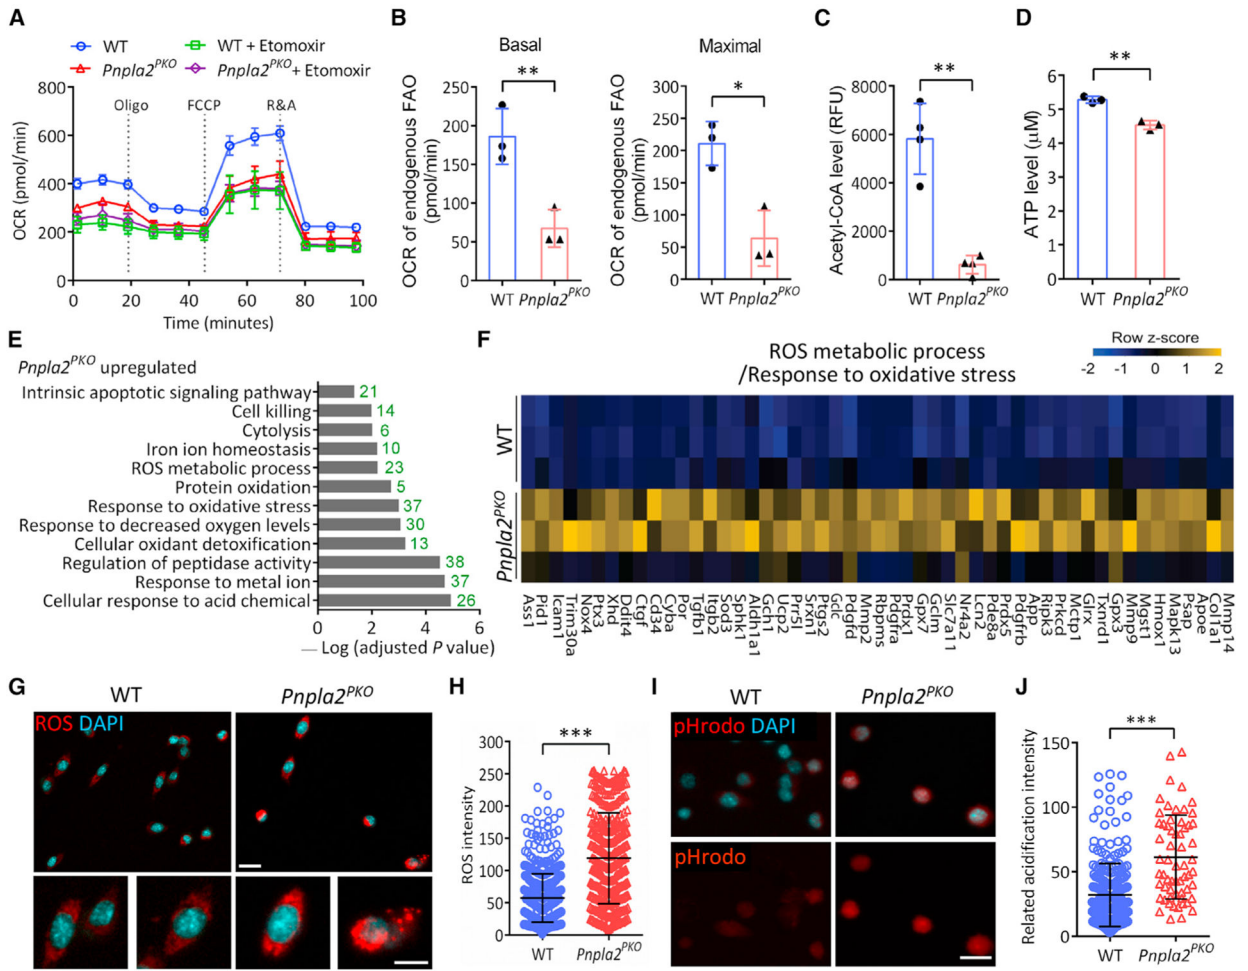 A
WT
WT + Etomoxir
Pnpla2PKO
Pnpla2PKO+ Etomoxir
Oligo
FCCP
R&A
OCR (pmol/min)
800
600
400
200
0
0
20
40
60
80
100
Time (minutes)
B
Basal
**
OCR of endogenous FAO
(pmol/min)
250
200
150
100
50
0
WT Pnpla2PKO
Maximal
*
OCR of endogenous FAO
(pmol/min)
300
250
200
150
100
50
0
WT Pnpla2PKO
C
**
Acetyl-CoA level (RFU)
8000
6000
4000
2000
0
WT Pnpla2PKO
D
**
ATP level (μM)
6
5
4
3
2
1
0
WT Pnpla2PKO
E
Pnpla2PKO upregulated
Intrinsic apoptotic signaling pathway 21
Cell killing 14
Cytolysis 6
Iron ion homeostasis 10
ROS metabolic process 23
Protein oxidation 5
Response to oxidative stress 37
Response to decreased oxygen levels 30
Cellular oxidant detoxification 13
Regulation of peptidase activity 38
Response to metal ion 37
Cellular response to acid chemical 26
0 2 4 6
— Log (adjusted P value)
F
ROS metabolic process
/Response to oxidative stress
Row z-score
-2 -1 0 1 2
WT
Pnpla2PKO
Ass1
Pid1
Icam1
Trim30a
Nox4
Ptx3
Xhd
Ddit4
Ctgf
Cd34
Cyba
Por
Tgfb1
Itgb2
Sod3
Sphk1
Aldh1a1
Gch1
Ucp2
Prr5l
Srxn1
Ptgs2
Gclc
Pdgfd
Mmp2
Rbpms
Pdgfra
Prdx1
Gpx7
Gclm
Slc7a11
Nr4a2
Lcn2
Pde8a
Prdx5
Pdgfrb
App
Ripk3
Prkcd
Mctp1
Glrx
Txnrd1
Gpx3
Mmp9
Mgst1
Hmox1
Mapk13
Psap
Apoe
Col1a1
Mmp14
G
WT
Pnpla2PKO
ROS DAPI
H
***
ROS intensity
300
250
200
150
100
50
0
WT Pnpla2PKO
I
WT
Pnpla2PKO
pHrodo DAPI
pHrodo
J
***
Related acidification intensity
150
100
50
0
WT Pnpla2PKO